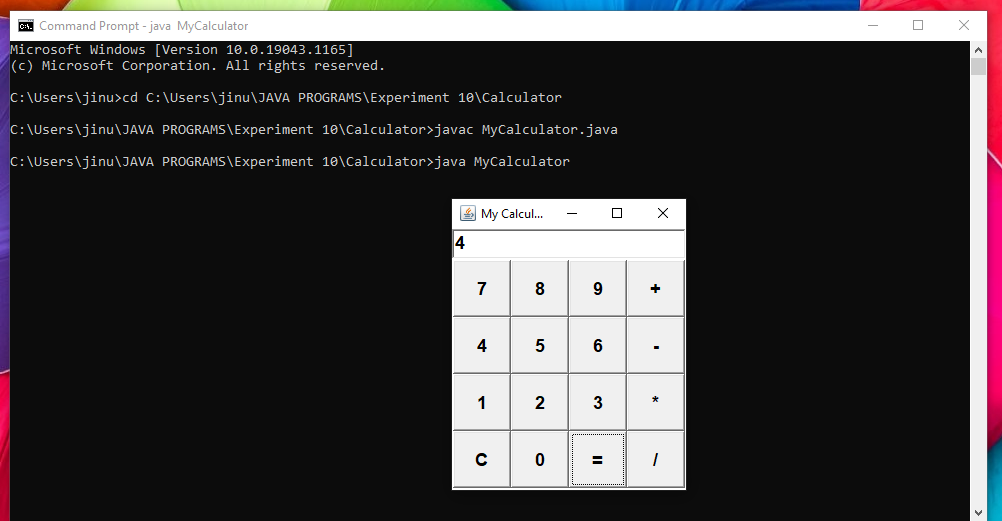 Command Prompt - java  MyCalculator
Microsoft Windows [Version 10.0.19043.1165]
(c) Microsoft Corporation. All rights reserved.
C:\Users\jinu>cd C:\Users\jinu\JAVA PROGRAMS\Experiment 10\Calculator
C:\Users\jinu\JAVA PROGRAMS\Experiment 10\Calculator>javac MyCalculator.java
C:\Users\jinu\JAVA PROGRAMS\Experiment 10\Calculator>java MyCalculator
My Calcul...
4
7 8 9 +
4 5 6 -
1 2 3 *
C 0 = /